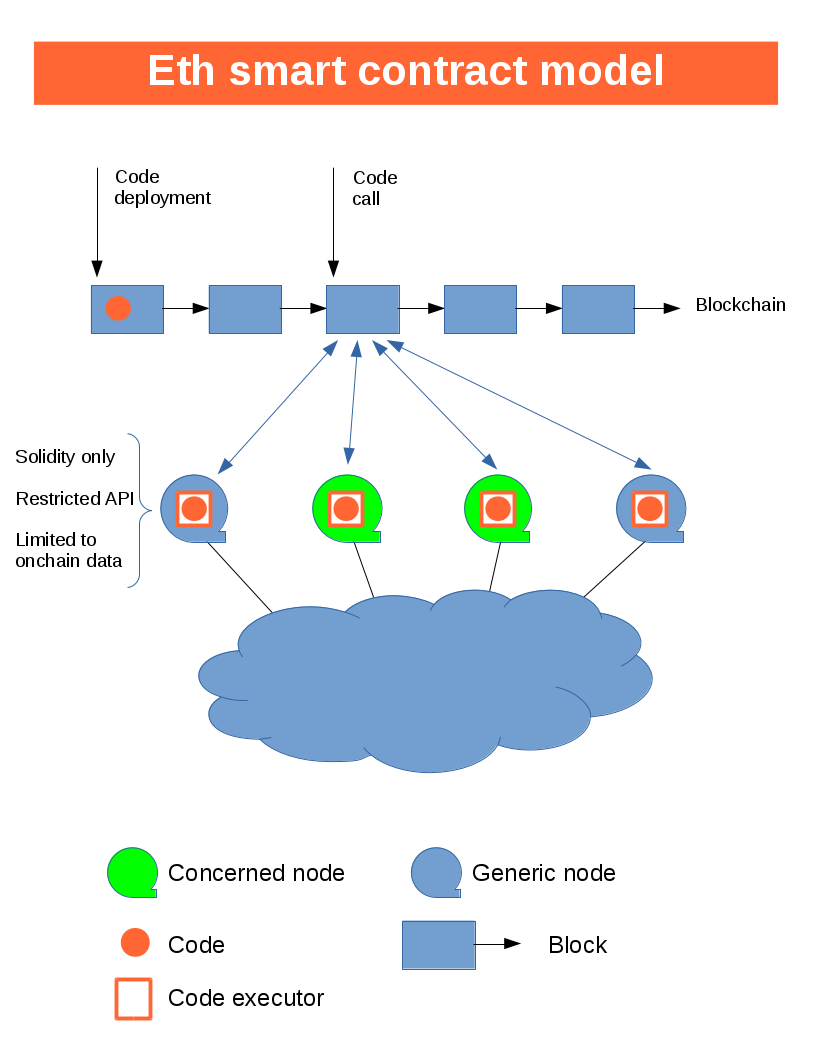 Eth smart contract model
Code
deployment
Code
call
Blockchain
Solidity only
Restricted API
Limited to
onchain data
Concerned node
Generic node
Code
Block
Code executor